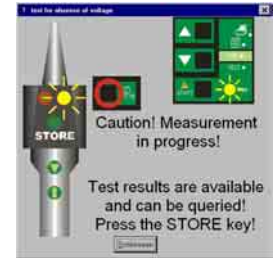 test for absence of voltage
STORE
Caution! Measurement
in progress!
Test results are available
and can be queried!
Press the STORE key!